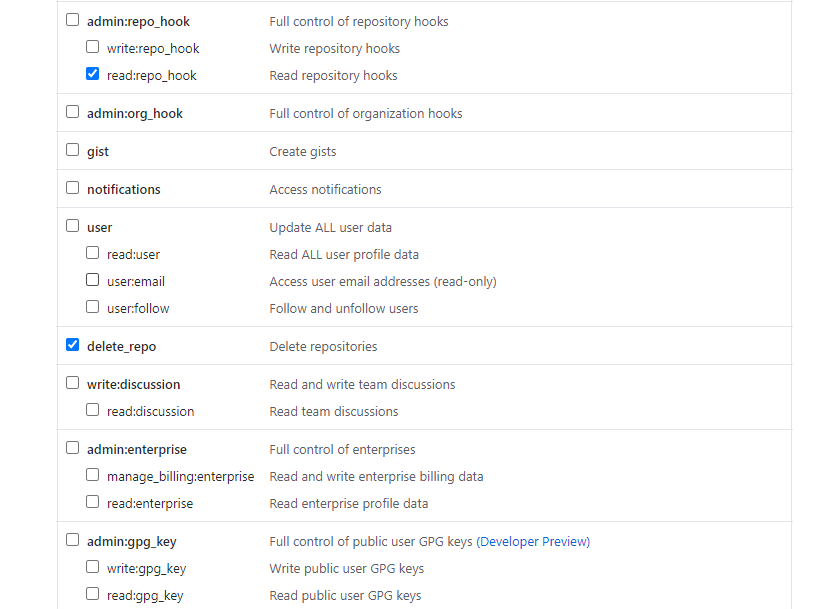 admin:repo_hook Full control of repository hooks
write:repo_hook Write repository hooks
read:repo_hook Read repository hooks
admin:org_hook Full control of organization hooks
gist Create gists
notifications Access notifications
user Update ALL user data
read:user Read ALL user profile data
user:email Access user email addresses (read-only)
user:follow Follow and unfollow users
delete_repo Delete repositories
write:discussion Read and write team discussions
read:discussion Read team discussions
admin:enterprise Full control of enterprises
manage_billing:enterprise Read and write enterprise billing data
read:enterprise Read enterprise profile data
admin:gpg_key Full control of public user GPG keys (Developer Preview)
write:gpg_key Write public user GPG keys
read:gpg_key Read public user GPG keys